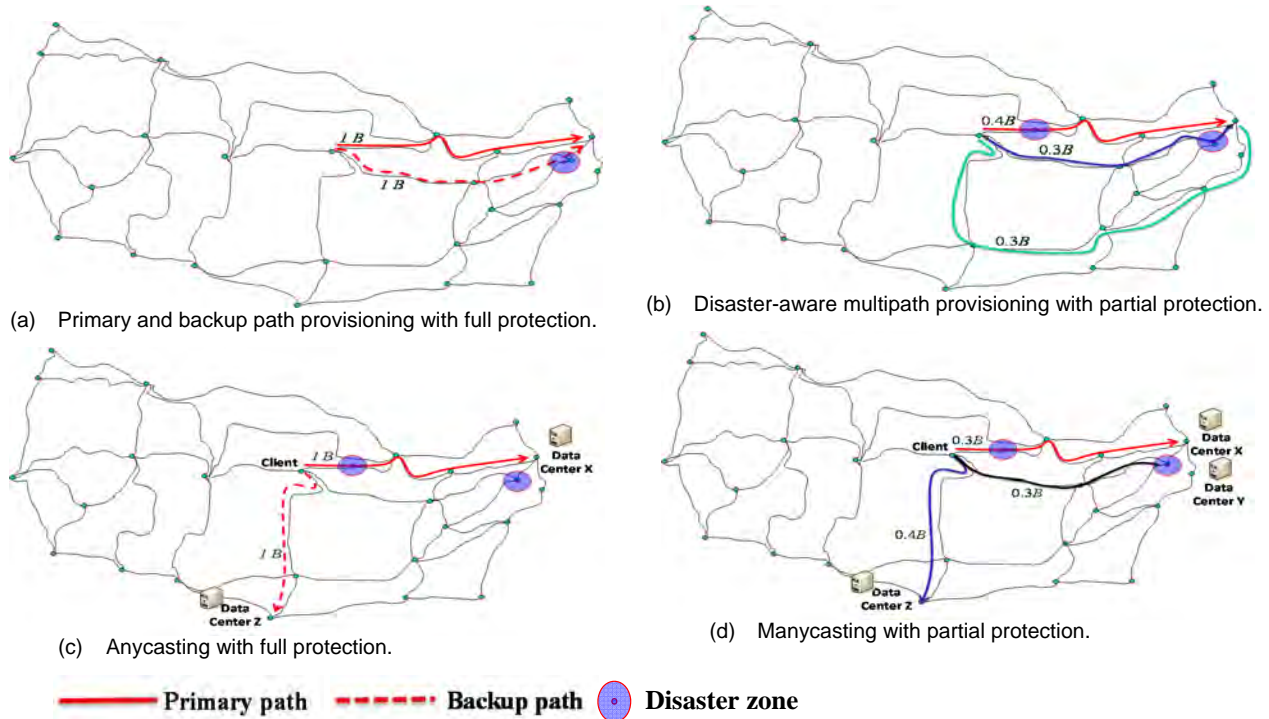 1 B
1 B
(a) Primary and backup path provisioning with full protection.
0.4B
0.3B
0.3B
(b) Disaster-aware multipath provisioning with partial protection.
Client
1 B
1 B
Data
Center X
Data
Center Z
(c) Anycasting with full protection.
Client
0.3B
0.3B
0.4B
Data
Center X
Data
Center Y
Data
Center Z
(d) Manycasting with partial protection.
Primary path
Backup path
Disaster zone